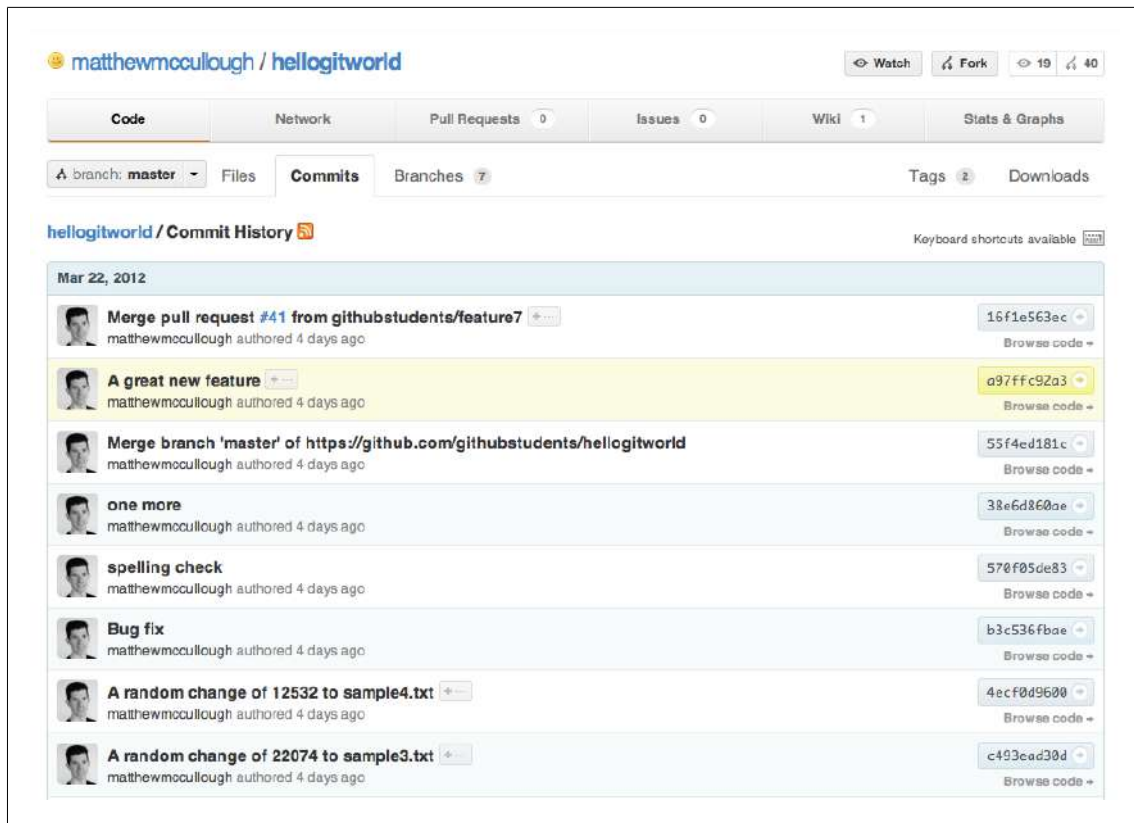 matthewmccullough / hellogitworld
Watch Fork 19 40
Code Network Pull Requests 0 Issues 0 Wiki 1 Stats & Graphs
branch: master Files Commits Branches 7 Tags 2 Downloads
hellogitworld / Commit History
Keyboard shortcuts available
Mar 22, 2012
Merge pull request #41 from githubstudents/feature7
16f1e563ec
matthewmccullough authored 4 days ago
Browse code
A great new feature
a97ffc92a3
matthewmccullough authored 4 days ago
Browse code
Merge branch 'master' of https://github.com/githubstudents/hellogitworld
55f4ed181c
matthewmccullough authored 4 days ago
Browse code
one more
38e6d860ae
matthewmccullough authored 4 days ago
Browse code
spelling check
570f05de83
matthewmccullough authored 4 days ago
Browse code
Bug fix
b3c536fbae
matthewmccullough authored 4 days ago
Browse code
A random change of 12532 to sample4.txt
4ecf0d9600
matthewmccullough authored 4 days ago
Browse code
A random change of 22074 to sample3.txt
c493ead30d
matthewmccullough authored 4 days ago
Browse code